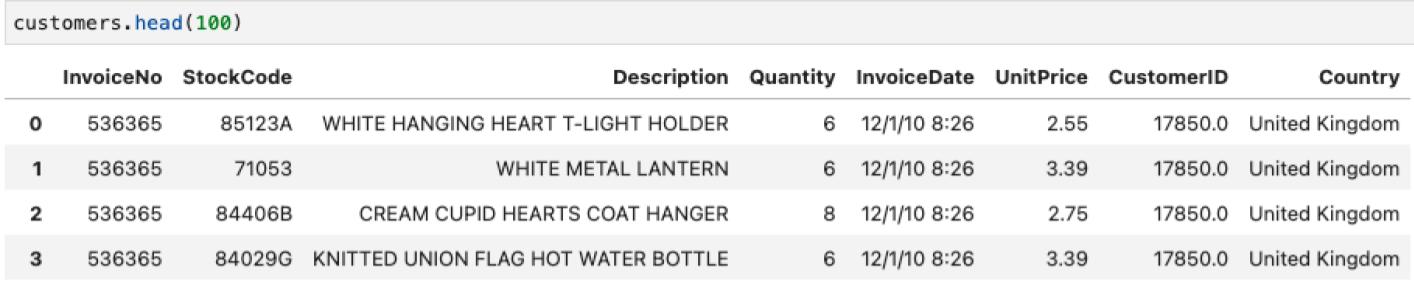 customers.head(100)
InvoiceNo StockCode Description Quantity InvoiceDate UnitPrice CustomerID Country
0 536365 85123A WHITE HANGING HEART T-LIGHT HOLDER 6 12/1/10 8:26 2.55 17850.0 United Kingdom
1 536365 71053 WHITE METAL LANTERN 6 12/1/10 8:26 3.39 17850.0 United Kingdom
2 536365 84406B CREAM CUPID HEARTS COAT HANGER 8 12/1/10 8:26 2.75 17850.0 United Kingdom
3 536365 84029G KNITTED UNION FLAG HOT WATER BOTTLE 6 12/1/10 8:26 3.39 17850.0 United Kingdom